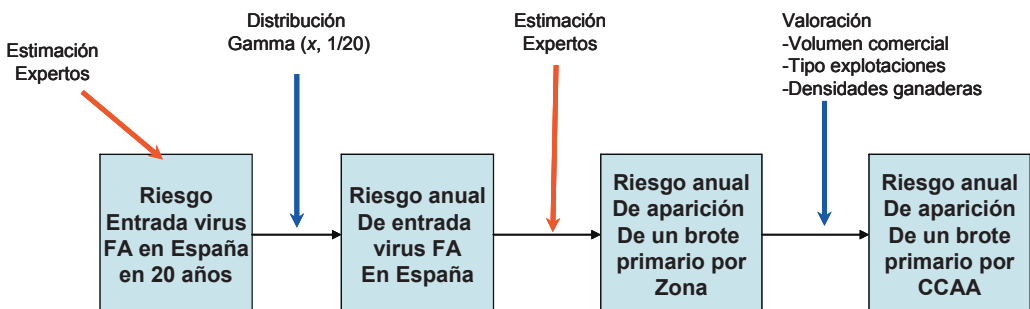 Estimación
Expertos
Distribución
Gamma (x, 1/20)
Estimación
Expertos
Valoración
-Volumen comercial
-Tipo explotaciones
-Densidades ganaderas
Riesgo
Entrada virus
FA en España
en 20 años
Riesgo anual
De entrada
virus FA
En España
Riesgo anual
De aparición
De un brote
primario por
Zona
Riesgo anual
De aparición
De un brote
primario por
CCAA